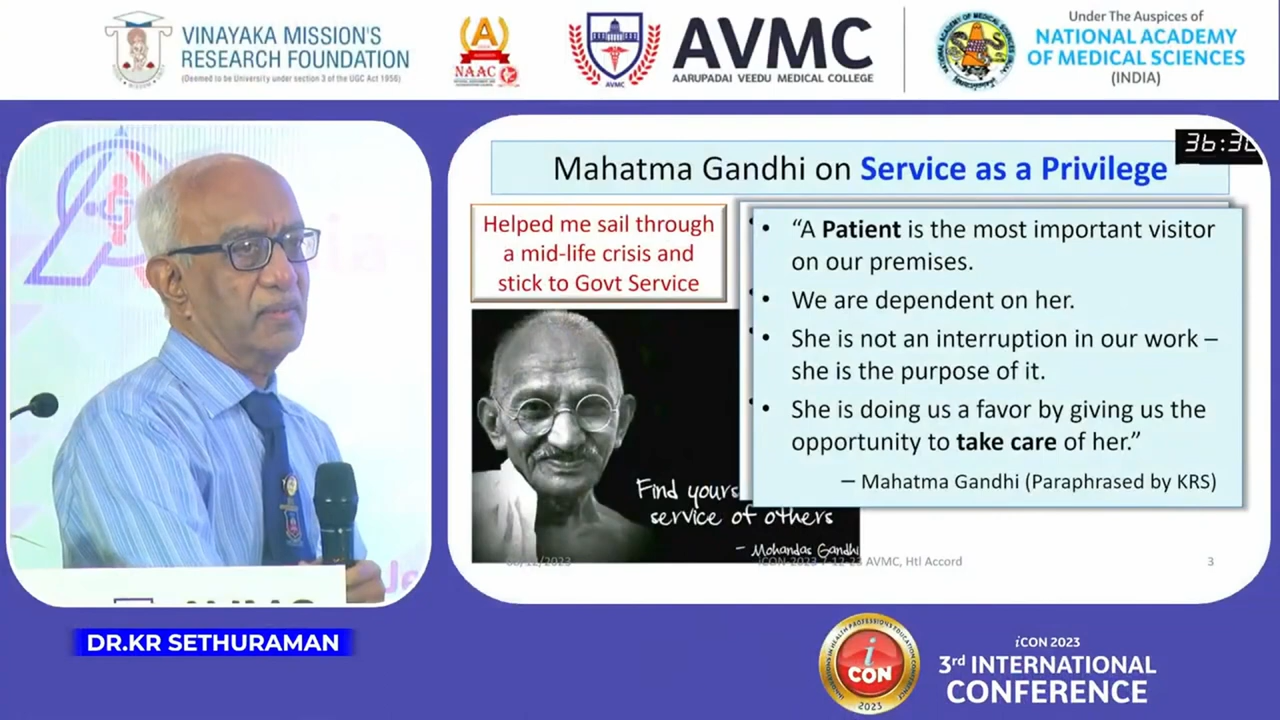 VINAYAKA MISSION'S
RESEARCH FOUNDATION
(Deemed to be University under section 3 of the UGC Act 1956)
NAAC
AVMC
AVMC
AARUPADAI VEEDU MEDICAL COLLEGE
Under The Auspices of
NATIONAL ACADEMY
OF MEDICAL SCIENCES
(INDIA)
36:36
Mahatma Gandhi on Service as a Privilege
Helped me sail through
a mid-life crisis and
stick to Govt Service
• “A Patient is the most important visitor
on our premises.
• We are dependent on her.
• She is not an interruption in our work –
she is the purpose of it.
• She is doing us a favor by giving us the
opportunity to take care of her.”
– Mahatma Gandhi (Paraphrased by KRS)
Find yours
service of others
- Mohandas Gandhi
AVMC, Htl Accord
3
DR.KR SETHURAMAN
iCON
2023
iCON 2023
3rd INTERNATIONAL
CONFERENCE